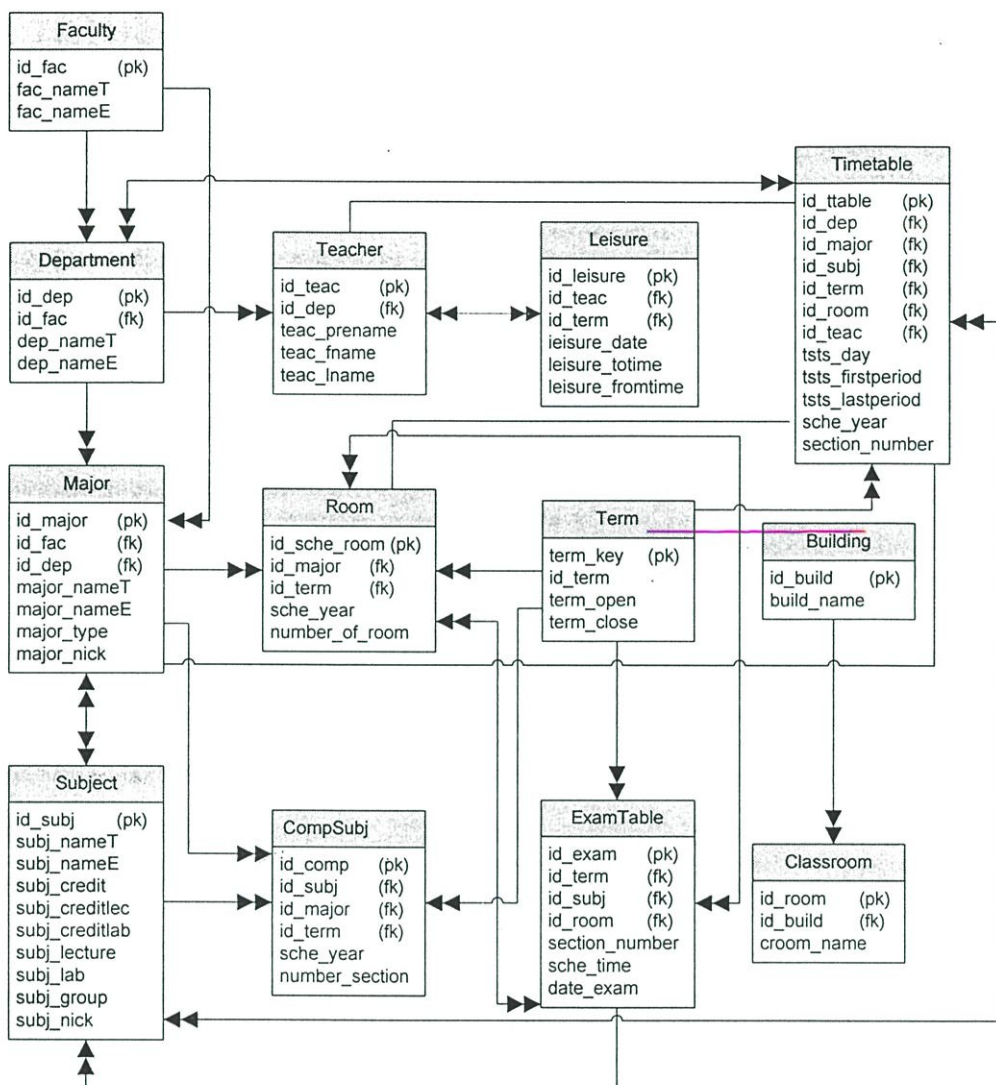 Faculty
id_fac (pk)
fac_nameT
fac_nameE
Department
id_dep (pk)
id_fac (fk)
dep_nameT
dep_nameE
Teacher
id_teac (pk)
id_dep (fk)
teac_prename
teac_fname
teac_lname
Leisure
id_leisure (pk)
id_teac (fk)
id_term (fk)
ieisure_date
leisure_totime
leisure_fromtime
Timetable
id_ttable (pk)
id_dep (fk)
id_major (fk)
id_subj (fk)
id_term (fk)
id_room (fk)
id_teac (fk)
tsts_day
tsts_firstperiod
tsts_lastperiod
sche_year
section_number
Major
id_major (pk)
id_fac (fk)
id_dep (fk)
major_nameT
major_nameE
major_type
major_nick
Room
id_sche_room (pk)
id_major (fk)
id_term (fk)
sche_year
number_of_room
Term
term_key (pk)
id_term
term_open
term_close
Building
id_build (pk)
build_name
Subject
id_subj (pk)
subj_nameT
subj_nameE
subj_credit
subj_creditlec
subj_creditlab
subj_lecture
subj_lab
subj_group
subj_nick
CompSubj
id_comp (pk)
id_subj (fk)
id_major (fk)
id_term (fk)
sche_year
number_section
ExamTable
id_exam (pk)
id_term (fk)
id_subj (fk)
id_room (fk)
section_number
sche_time
date_exam
Classroom
id_room (pk)
id_build (fk)
croom_name